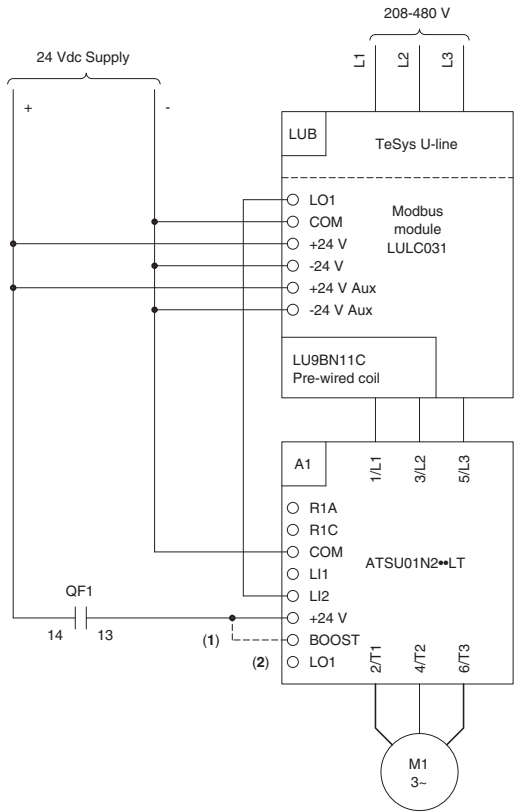 208-480 V
24 Vdc Supply
L1
L2
L3
+
-
LUB
TeSys U-line
LO1
COM
+24 V
-24 V
+24 V Aux
-24 V Aux
Modbus
module
LULC031
LU9BN11C
Pre-wired coil
A1
1/L1
3/L2
5/L3
R1A
R1C
COM
LI1
LI2
+24 V
BOOST
LO1
ATSU01N2••LT
QF1
14
13
(1)
(2)
2/T1
4/T2
6/T3
M1
3~